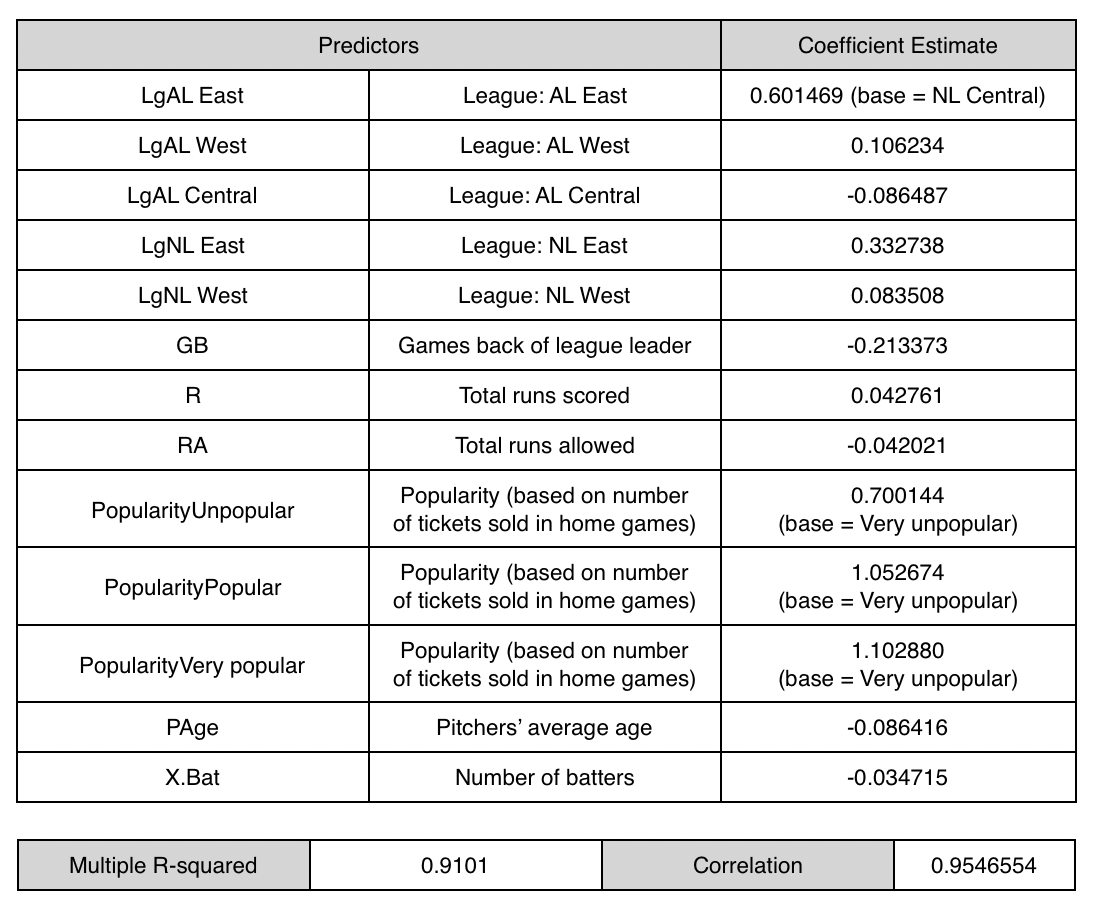 Predictors
Coefficient Estimate
LgAL East
League: AL East
0.601469 (base = NL Central)
LgAL West
League: AL West
0.106234
LgAL Central
League: AL Central
-0.086487
LgNL East
League: NL East
0.332738
LgNL West
League: NL West
0.083508
GB
Games back of league leader
-0.213373
R
Total runs scored
0.042761
RA
Total runs allowed
-0.042021
PopularityUnpopular
Popularity (based on number
of tickets sold in home games)
0.700144
(base = Very unpopular)
PopularityPopular
Popularity (based on number
of tickets sold in home games)
1.052674
(base = Very unpopular)
PopularityVery popular
Popularity (based on number
of tickets sold in home games)
1.102880
(base = Very unpopular)
PAge
Pitchers’ average age
-0.086416
X.Bat
Number of batters
-0.034715
Multiple R-squared
0.9101
Correlation
0.9546554